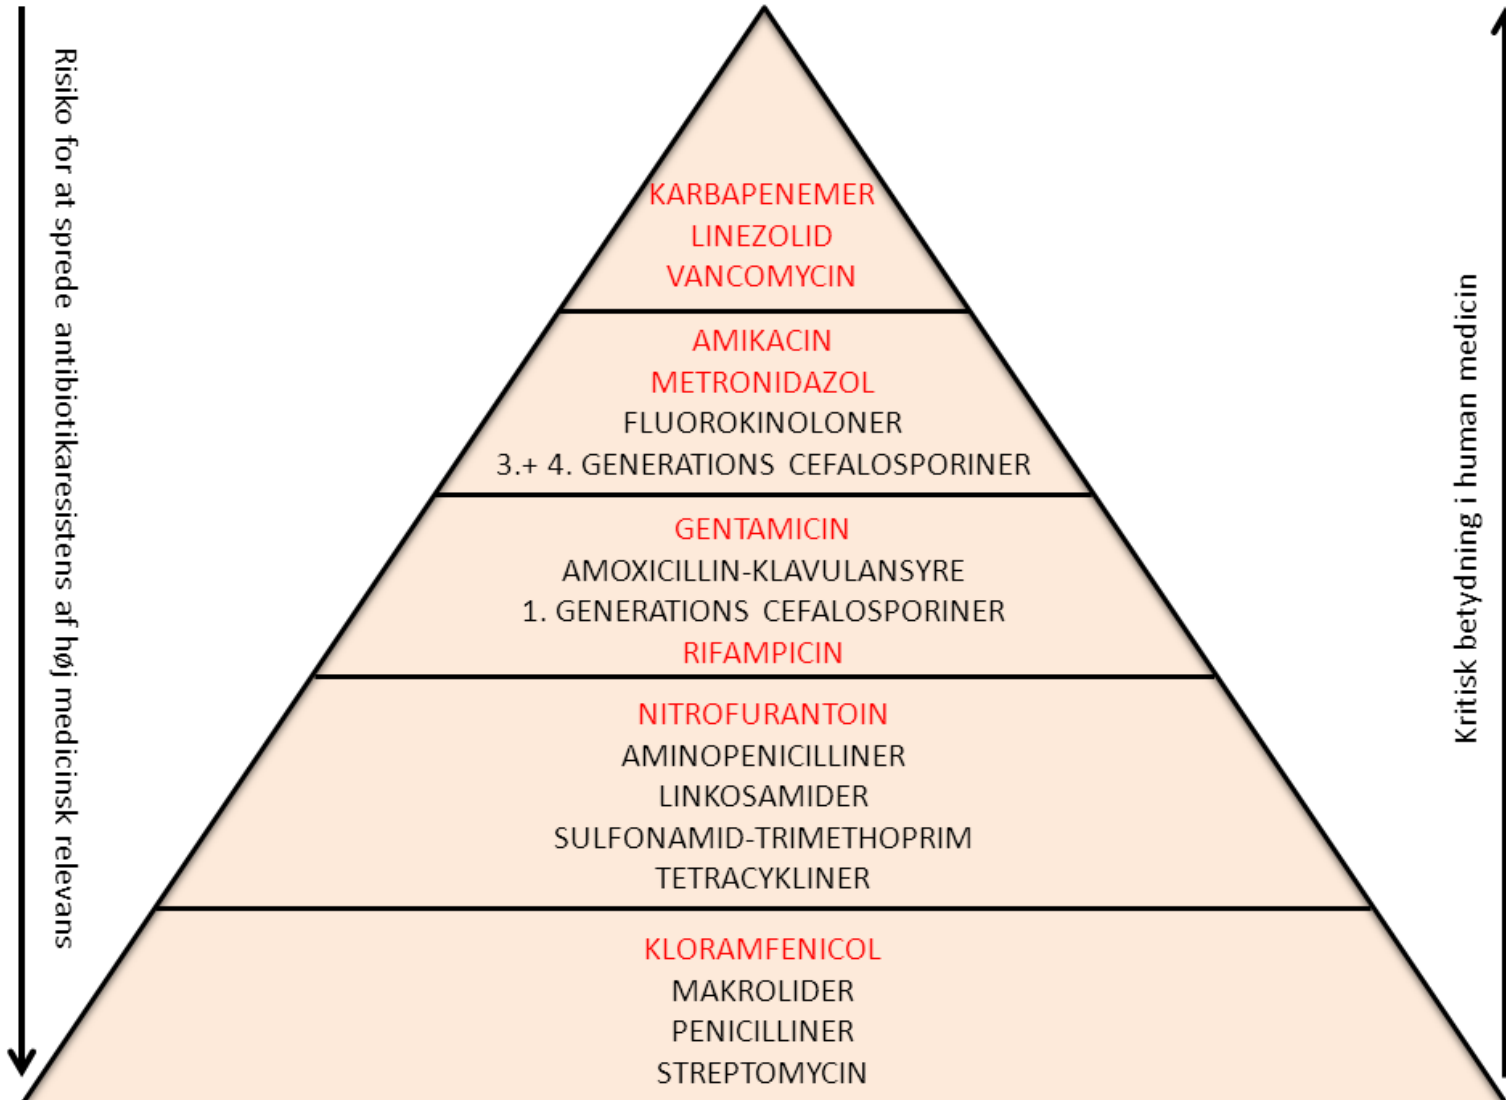 Risiko for at sprede antibiotikaresistens af høj medicinsk relevans
KARBAPENEMER
LINEZOLID
VANCOMYCIN
AMIKACIN
METRONIDAZOL
FLUOROKINOLONER
3.+ 4. GENERATIONS CEFALOSPORINER
GENTAMICIN
AMOXICILLIN-KLAVULANSYRE
1. GENERATIONS CEFALOSPORINER
RIFAMPICIN
NITROFURANTOIN
AMINOPENICILLINER
LINKOSAMIDER
SULFONAMID-TRIMETHOPRIM
TETRACYKLINER
KLORAMFENICOL
MAKROLIDER
PENICILLINER
STREPTOMYCIN
Kritisk betydning i human medicin